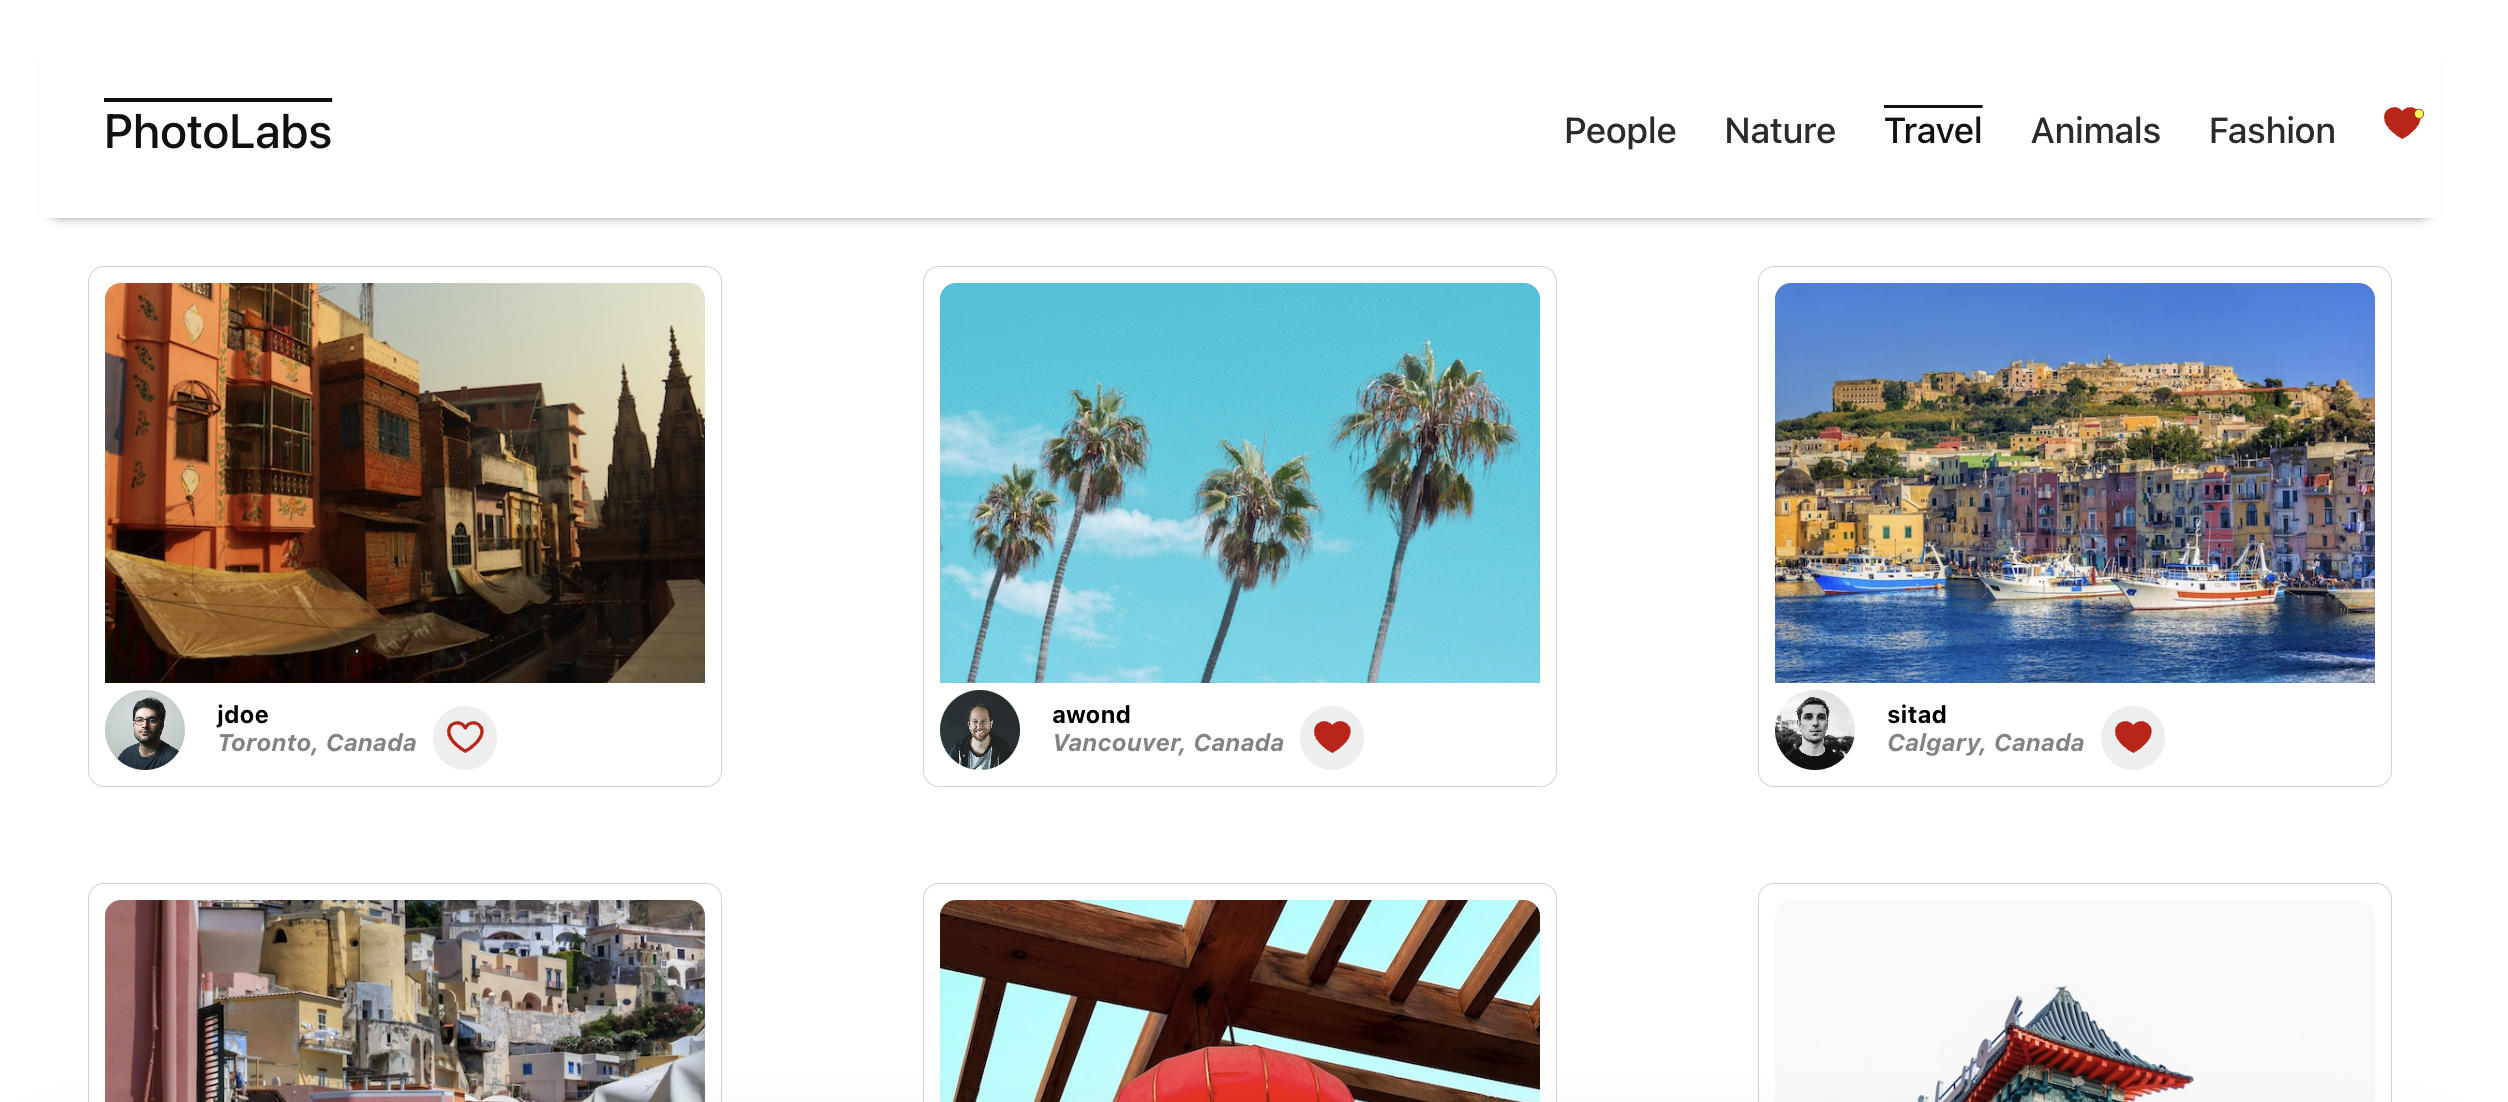 PhotoLabs
People Nature Travel Animals Fashion
jdoe
Toronto, Canada
awond
Vancouver, Canada
sitad
Calgary, Canada